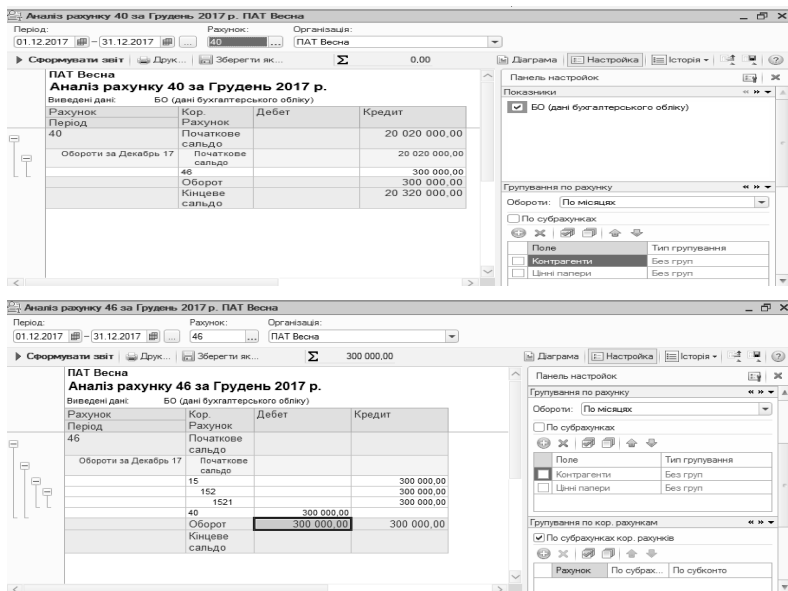 Аналіз рахунку 40 за Грудень 2017 р. ПАТ Весна
Період: Рахунок: Організація:
01.12.2017 – 31.12.2017 ... 40 ... ПАТ Весна
Сформувати звіт Друк... Зберегти як... Σ 0,00 Діаграма Настройка Історія
ПАТ Весна
Аналіз рахунку 40 за Грудень 2017 р.
Виведені дані: БО (дані бухгалтерського обліку)
Рахунок Кор. Дебет Кредит
Період Рахунок
40 Початкове 20 020 000,00
сальдо
Обороти за Декабрь 17 Початкове 20 020 000,00
сальдо
46 300 000,00
Оборот 300 000,00
Кінцеве 20 320 000,00
сальдо
Панель настройок
Показники
БО (дані бухгалтерського обліку)
Групування по рахунку
Обороти: По місяцях
По субрахунках
Поле Тип групування
Контрагенти Без груп
Цінні папери Без груп
Аналіз рахунку 46 за Грудень 2017 р. ПАТ Весна
Період: Рахунок: Організація:
01.12.2017 – 31.12.2017 ... 46 ... ПАТ Весна
Сформувати звіт Друк... Зберегти як... Σ 300 000,00 Діаграма Настройка Історія
ПАТ Весна
Аналіз рахунку 46 за Грудень 2017 р.
Виведені дані: БО (дані бухгалтерського обліку)
Рахунок Кор. Дебет Кредит
Період Рахунок
46 Початкове
сальдо
Обороти за Декабрь 17 Початкове
сальдо
15 300 000,00
152 300 000,00
1521 300 000,00
40 300 000,00
Оборот 300 000,00 300 000,00
Кінцеве
сальдо
Панель настройок
Групування по рахунку
Обороти: По місяцях
По субрахунках
Поле Тип групування
Контрагенти Без груп
Цінні папери Без груп
Групування по кор. рахункам
По субрахунках кор. рахунків
Рахунок По субрах... По субконто